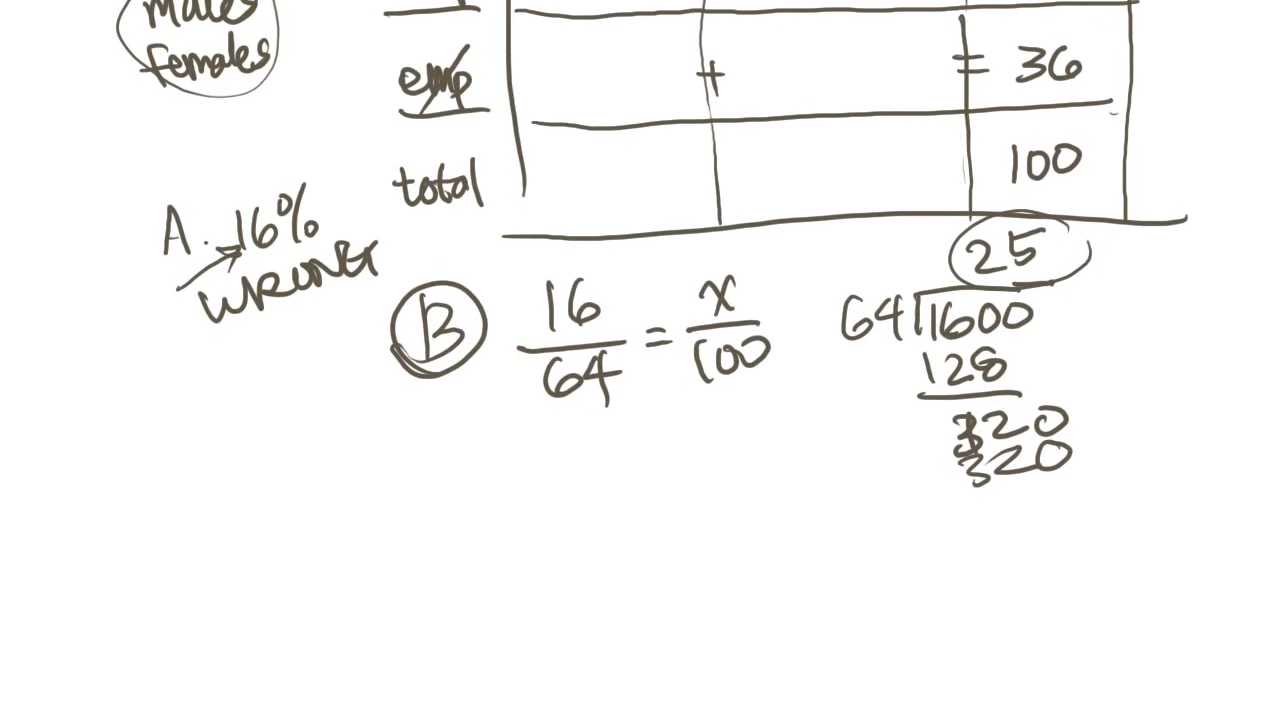 males
females
emp + = 36
total 100
A. 16%
WRONG
B 16/64 = x/100
25
64 1600
128
320
320